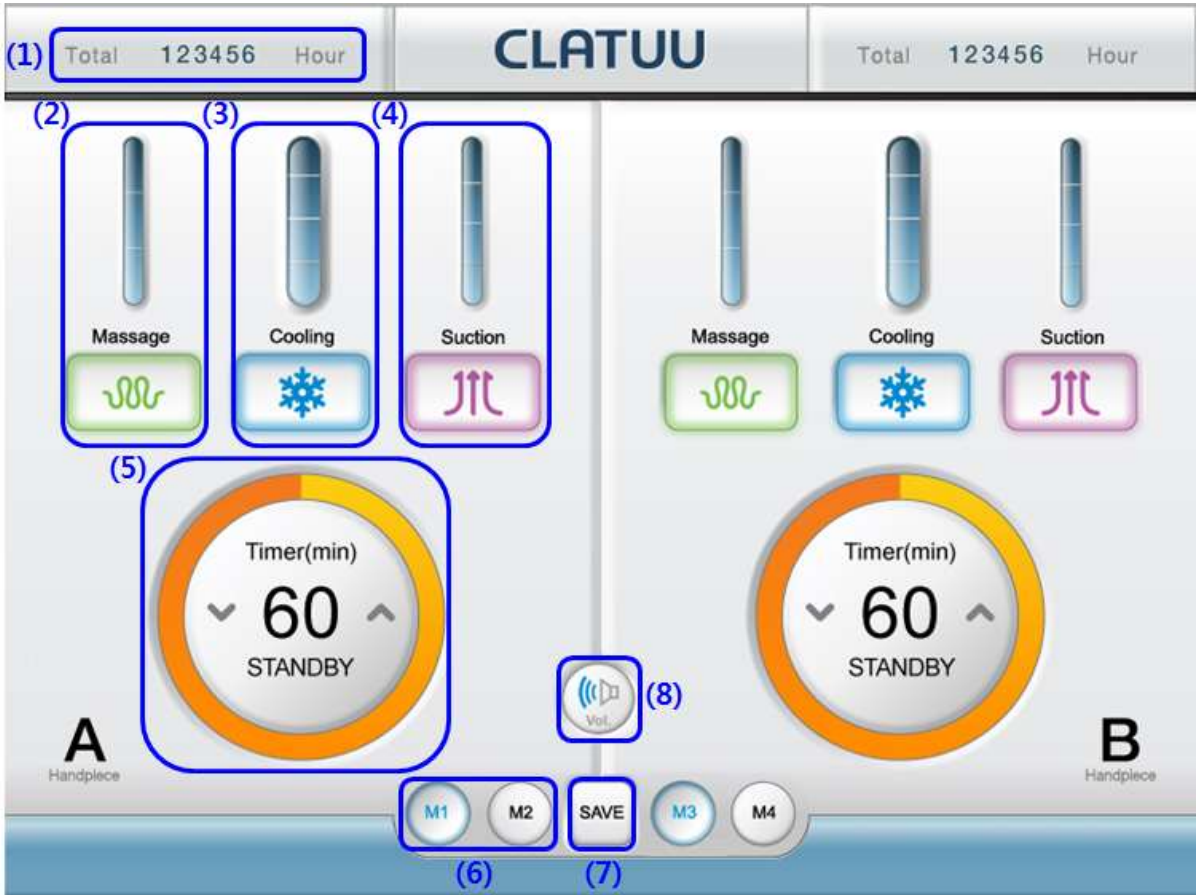 (1) Total 123456 Hour CLATUU Total 123456 Hour
(2) (3) (4)
Massage Cooling Suction Massage Cooling Suction
(5)
Timer(min) Timer(min)
60 60
STANDBY STANDBY
Vol. (8)
A B
Handpiece Handpiece
M1 M2 SAVE M3 M4
(6) (7)